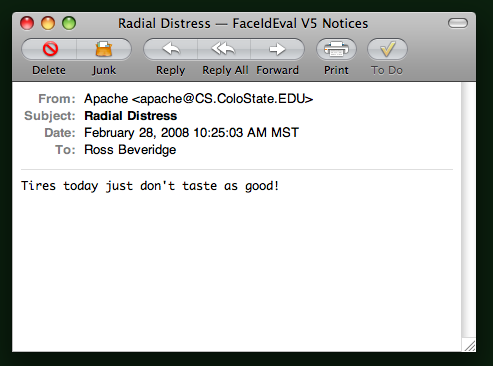 Radial Distress — FaceIdEval V5 Notices
Delete Junk Reply Reply All Forward Print To Do
From: Apache <apache@CS.ColoState.EDU>
Subject: Radial Distress
Date: February 28, 2008 10:25:03 AM MST
To: Ross Beveridge
Tires today just don't taste as good!